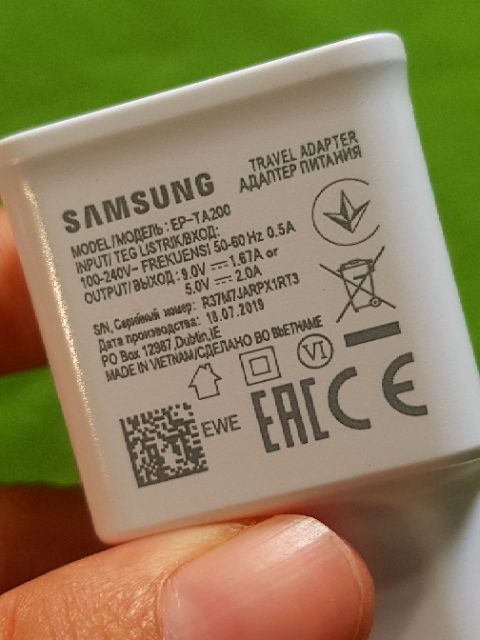 TRAVEL ADAPTER
АДАПТЕР ПИТАНИЯ
SAMSUNG
MODEL/МОДЕЛЬ : EP-TA200
INPUT/ TEG LISTRIK/ВХОД:
100-240V~ FREKUENSI 50-60 Hz 0.5A
OUTPUT/ВЫХОД : 9.0V ⎓ 1.67A or
5.0V ⎓ 2.0A
S/N, Серийный номер: R37M7JARPX1RT3
Дата производства: 18.07.2019
PO Box 12987,Dublin,IE
MADE IN VIETNAM/СДЕЛАНО ВО ВЬЕТНАМЕ
VI
EWE
EAC CE